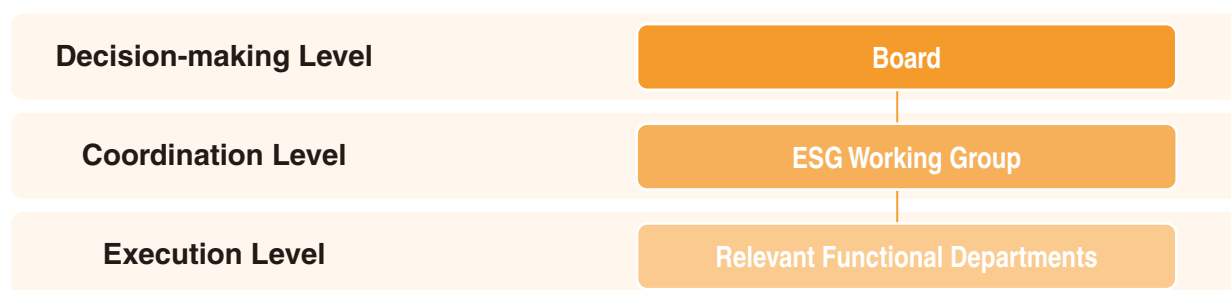 Decision-making Level
Board
Coordination Level
ESG Working Group
Execution Level
Relevant Functional Departments